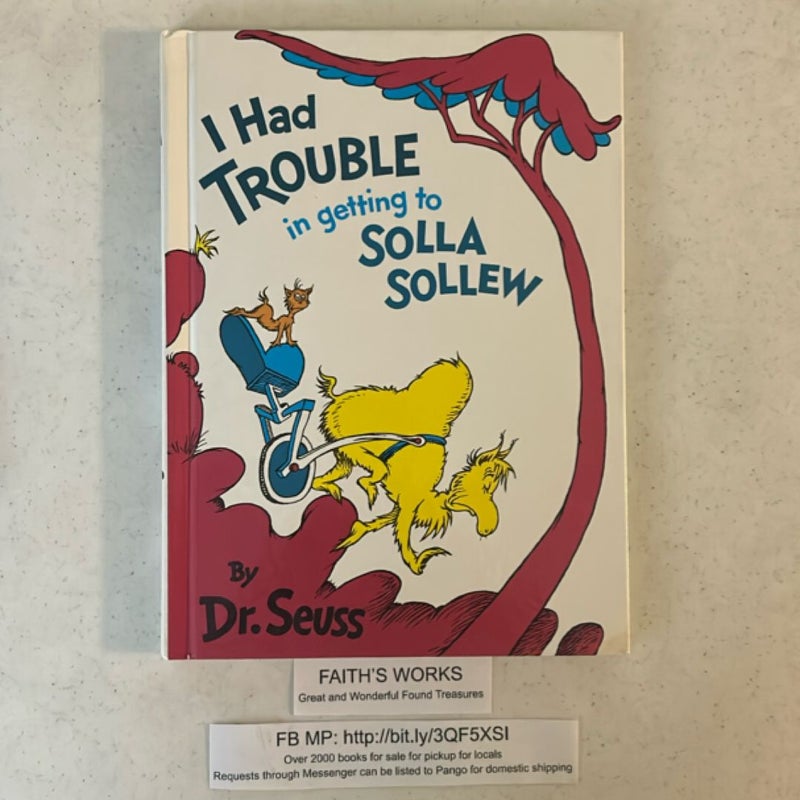 I Had
TROUBLE
in getting to
SOLLA
SOLLEW
By
Dr. Seuss
FAITH'S WORKS
Great and Wonderful Found Treasures
FB MP: http://bit.ly/3QF5XSI
Over 2000 books for sale for pickup for locals
Requests through Messenger can be listed to Pango for domestic shipping